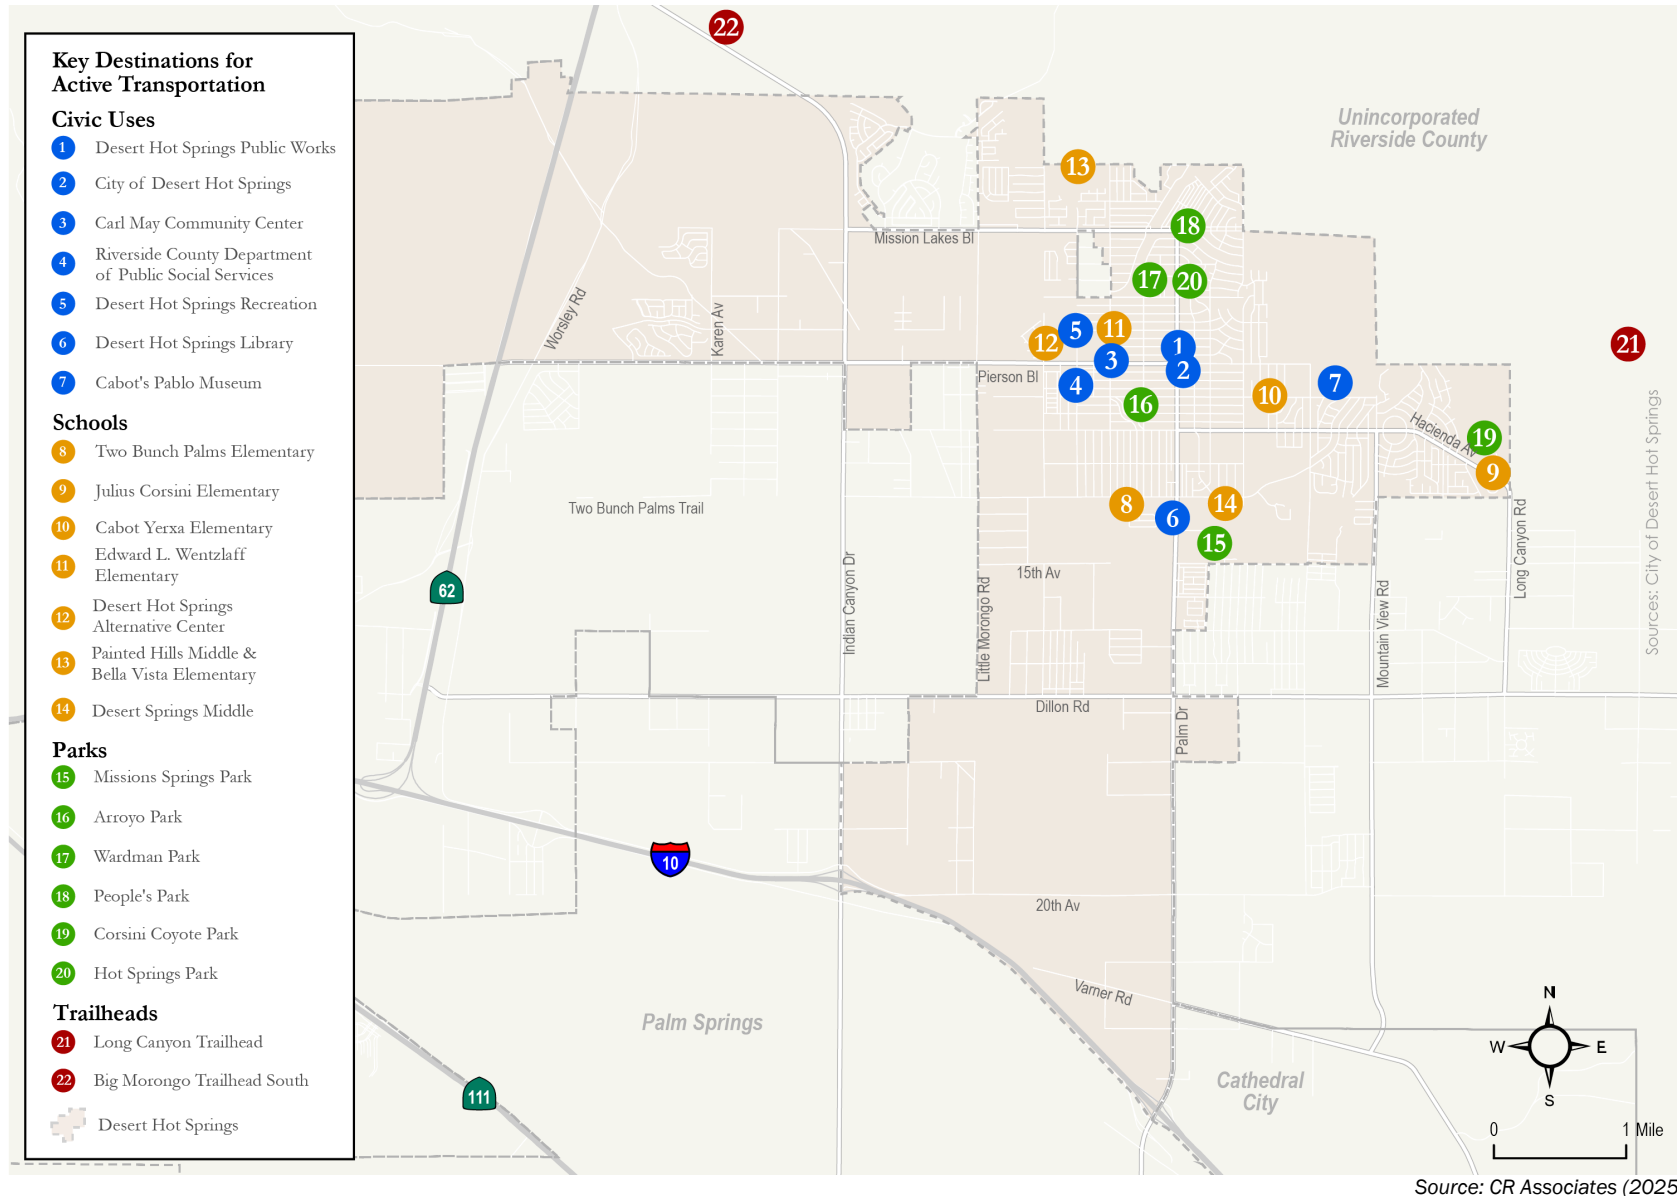 Key Destinations for
Active Transportation
Civic Uses
1 Desert Hot Springs Public Works
2 City of Desert Hot Springs
3 Carl May Community Center
4 Riverside County Department
of Public Social Services
5 Desert Hot Springs Recreation
6 Desert Hot Springs Library
7 Cabot's Pablo Museum
Schools
8 Two Bunch Palms Elementary
9 Julius Corsini Elementary
10 Cabot Yerxa Elementary
11 Edward L. Wentzlaff
Elementary
12 Desert Hot Springs
Alternative Center
13 Painted Hills Middle &
Bella Vista Elementary
14 Desert Springs Middle
Parks
15 Missions Springs Park
16 Arroyo Park
17 Wardman Park
18 People's Park
19 Corsini Coyote Park
20 Hot Springs Park
Trailheads
21 Long Canyon Trailhead
22 Big Morongo Trailhead South
Desert Hot Springs
22
Unincorporated
Riverside County
13
18
Mission Lakes Bl
17
20
Worsley Rd
Karen Av
5
11
12
1
21
3
2
Pierson Bl
4
7
10
16
Hacienda Av
19
9
Two Bunch Palms Trail
8
14
6
15
Long Canyon Rd
15th Av
62
Indian Canyon Dr
Little Morongo Rd
Mountain View Rd
Sources: City of Desert Hot Springs
Dillon Rd
Palm Dr
10
20th Av
Varner Rd
Palm Springs
Cathedral
City
111
N
W
E
S
0
1 Mile
Source: CR Associates (2025